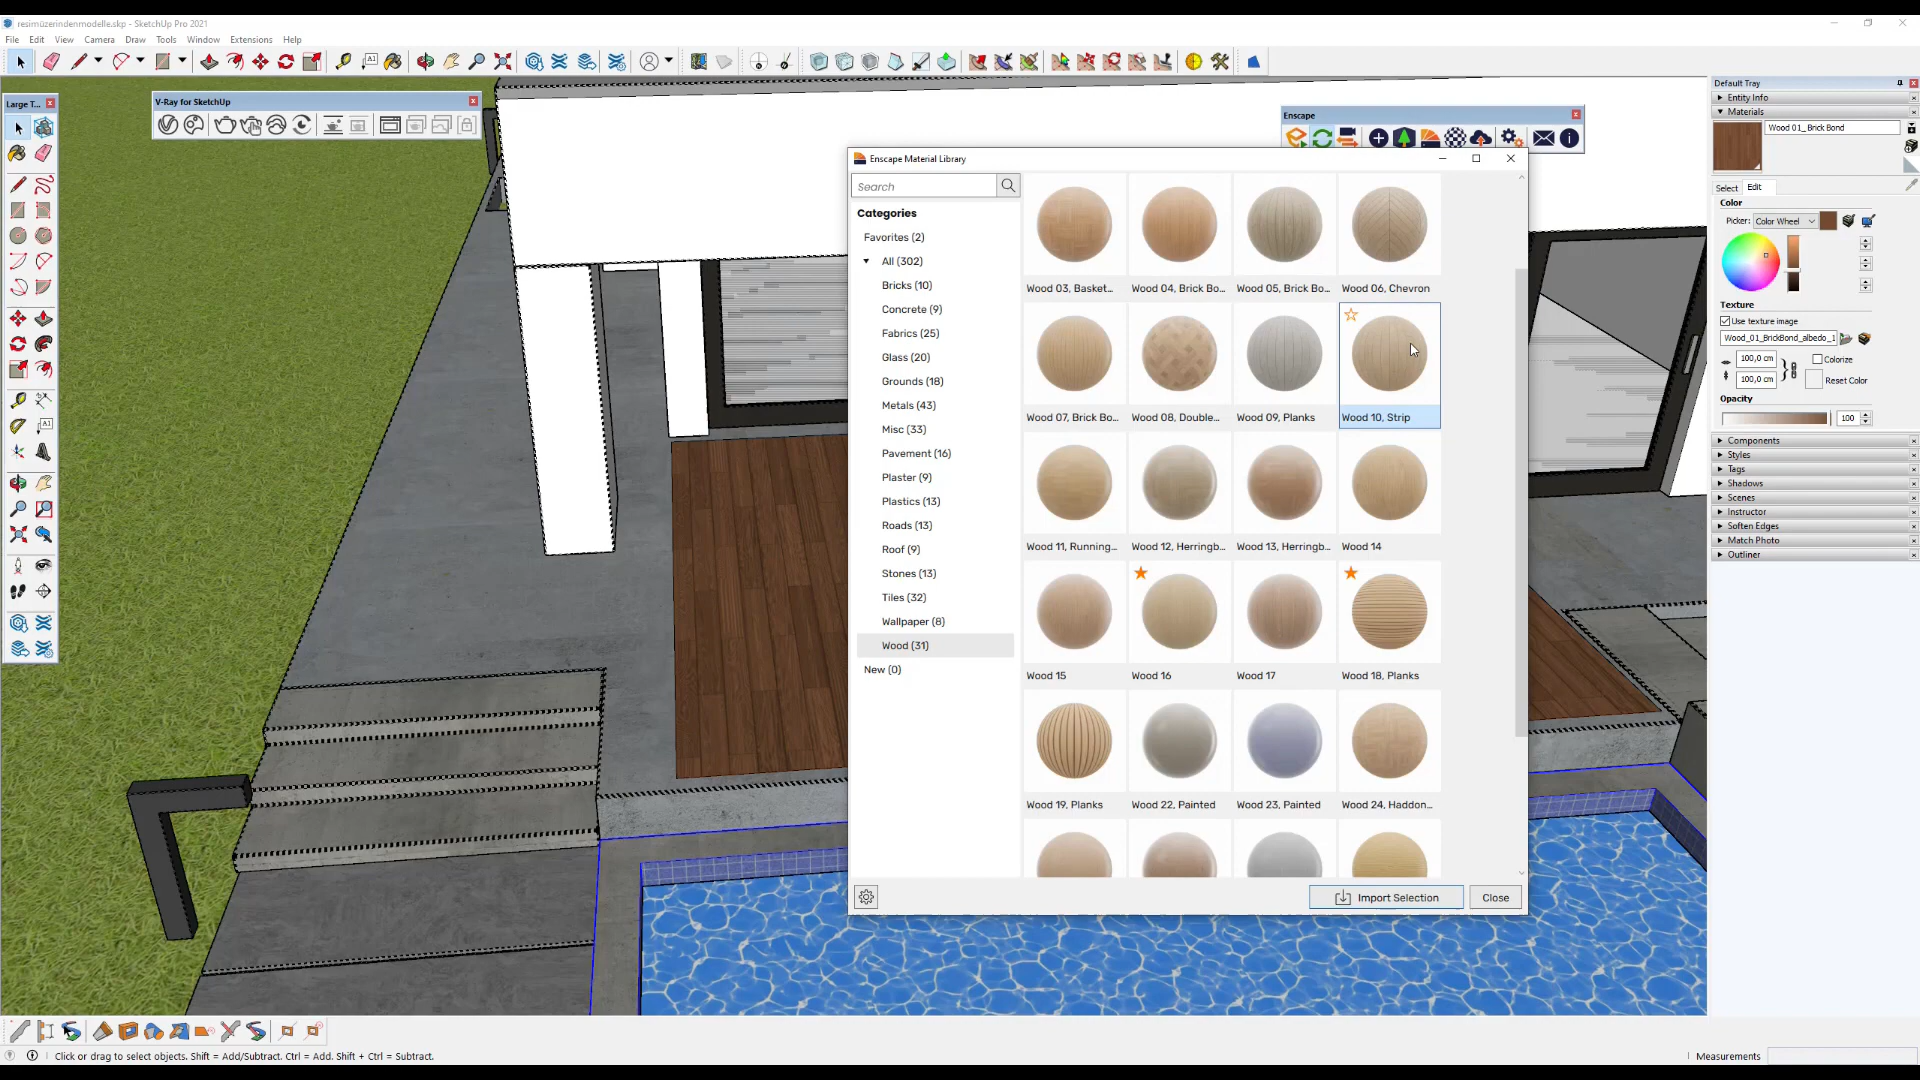 resimüzerindenmodelle.skp - SketchUp Pro 2021
File Edit View Camera Draw Tools Window Extensions Help
Large T...
V-Ray for SketchUp
Enscape
Enscape Material Library
Search
Categories
Favorites (2)
All (302)
Bricks (10)
Concrete (9)
Fabrics (25)
Glass (20)
Grounds (18)
Metals (43)
Misc (33)
Pavement (16)
Plaster (9)
Plastics (13)
Roads (13)
Roof (9)
Stones (13)
Tiles (32)
Wallpaper (8)
Wood (31)
New (0)
Wood 03, Basket... Wood 04, Brick Bo... Wood 05, Brick Bo... Wood 06, Chevron
Wood 07, Brick Bo... Wood 08, Double... Wood 09, Planks Wood 10, Strip
Wood 11, Running... Wood 12, Herringb... Wood 13, Herringb... Wood 14
Wood 15 Wood 16 Wood 17 Wood 18, Planks
Wood 19, Planks Wood 22, Painted Wood 23, Painted Wood 24, Haddon...
Import Selection Close
Default Tray
Entity Info
Materials
Wood 01_ Brick Bond
Select Edit
Color
Picker: Color Wheel
Texture
Use texture image
Wood_01_BrickBond_albedo_1
100,0 cm Colorize
100,0 cm Reset Color
Opacity
100
Components
Styles
Tags
Shadows
Scenes
Instructor
Soften Edges
Match Photo
Outliner
Click or drag to select objects. Shift = Add/Subtract. Ctrl = Add. Shift + Ctrl = Subtract.
Measurements